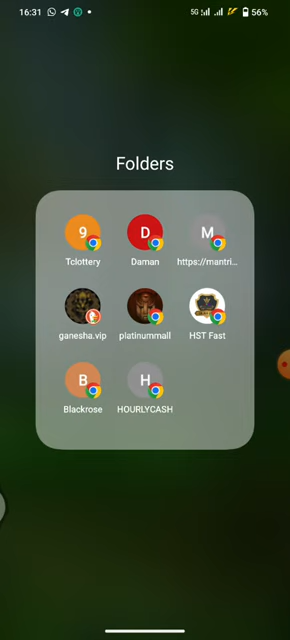 16:31
5G
56%
Folders
9
D
M
Tclottery
Daman
https://mantri...
ganesha.vip
platinummall
HST Fast
B
H
Blackrose
HOURLYCASH